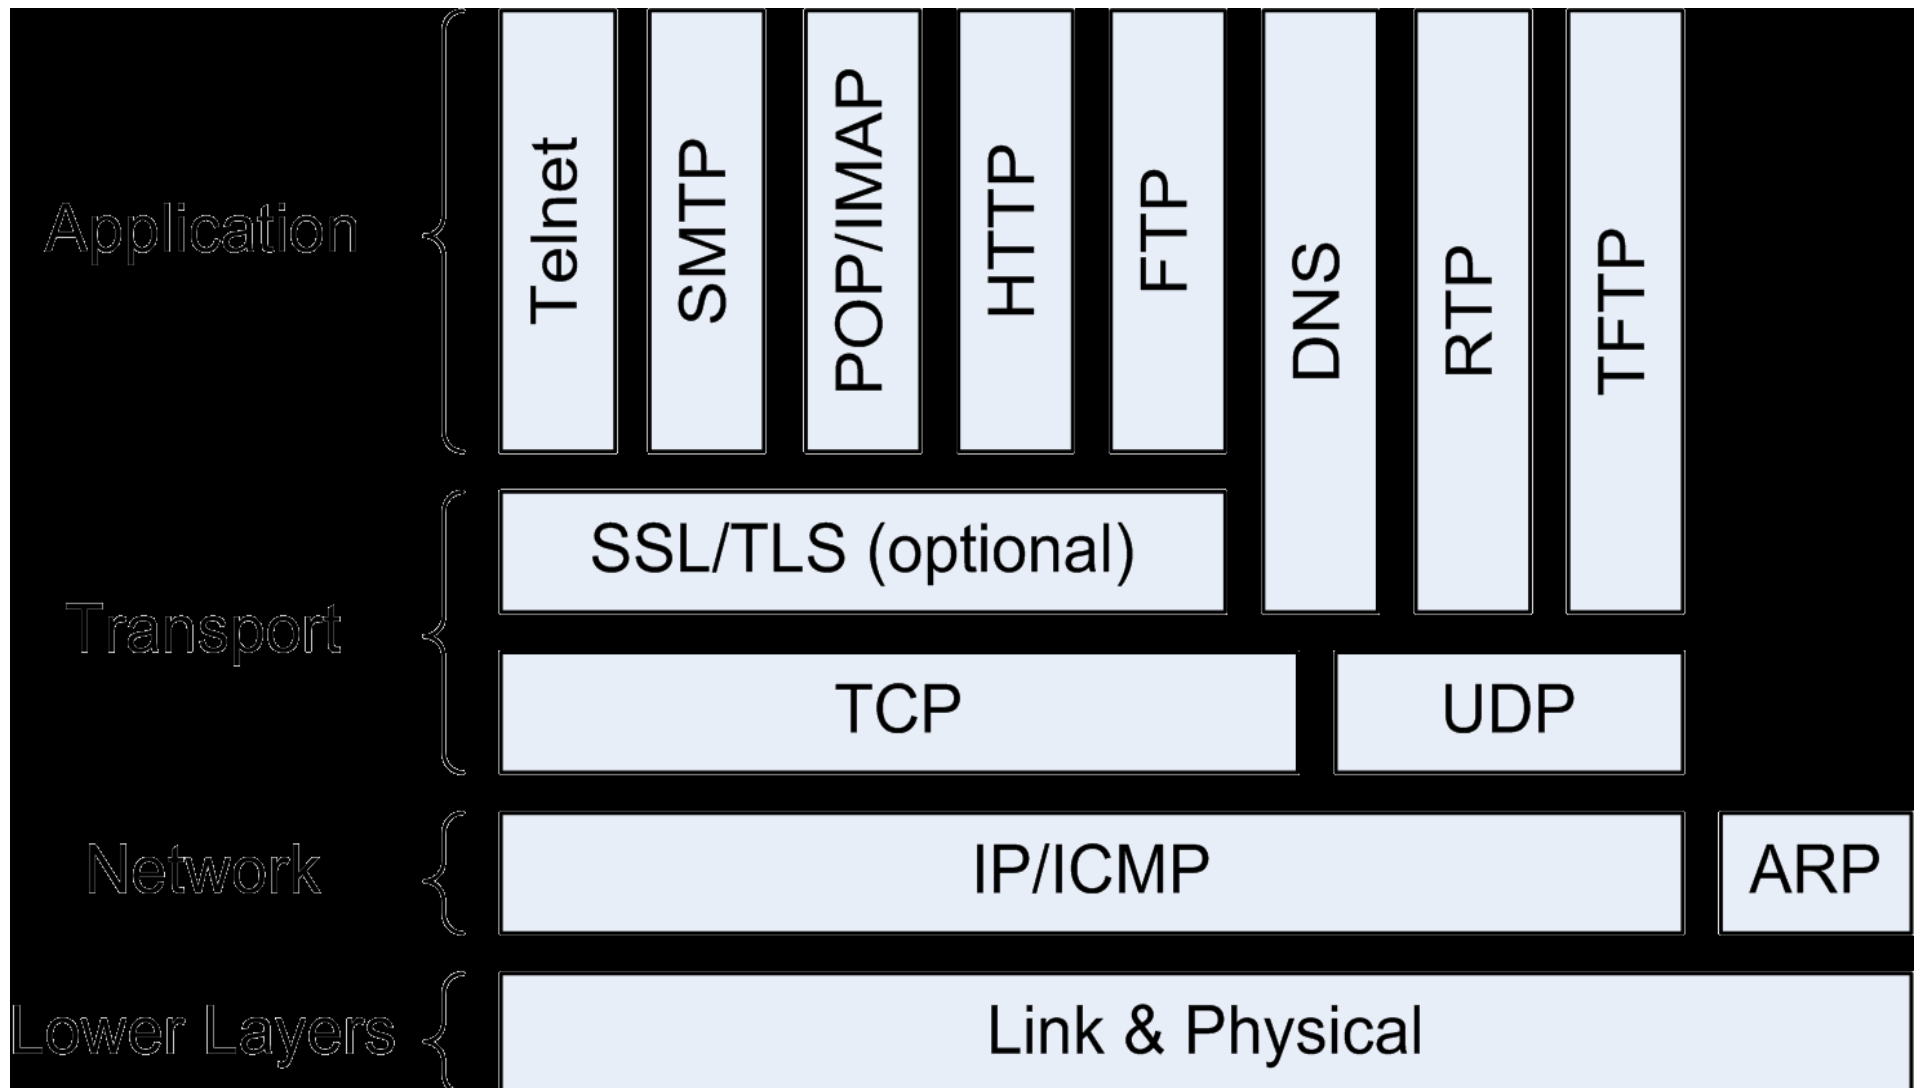 Application
Telnet
SMTP
POP/IMAP
HTTP
FTP
DNS
RTP
TFTP
Transport
SSL/TLS (optional)
TCP
UDP
Network
IP/ICMP
ARP
Lower Layers
Link & Physical